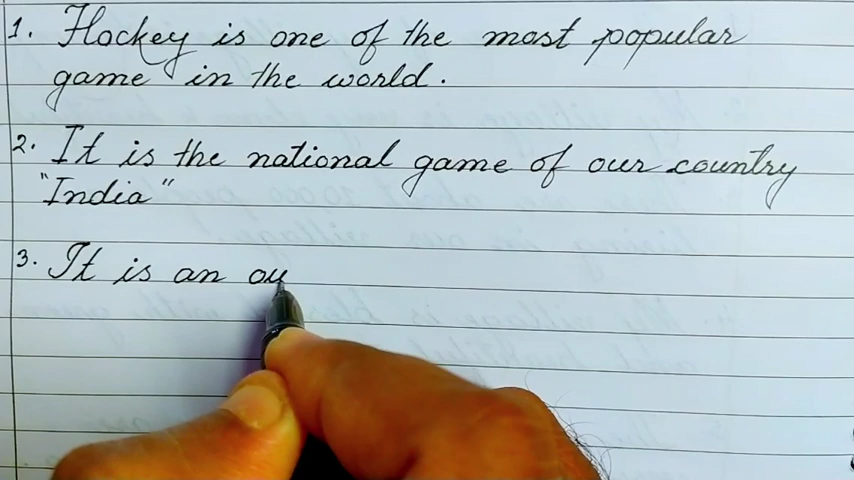 1. Hockey is one of the most popular
game in the world.
2. It is the national game of our country
"India"
3. It is an ou